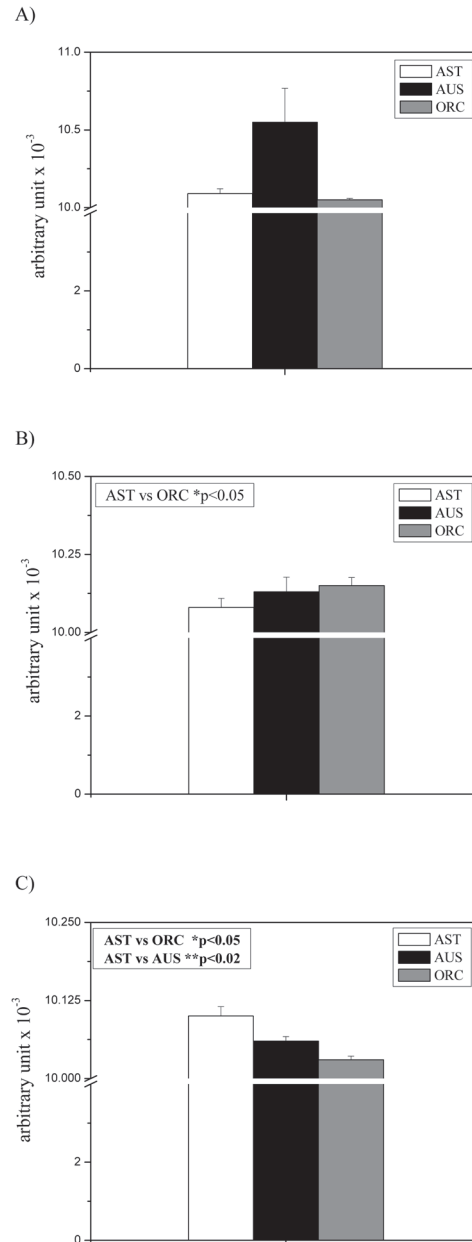 A)
11.0
10.5
10.0
2
0
arbitrary unit x 10⁻³
AST
AUS
ORC
B)
AST vs ORC *p<0.05
10.50
10.25
10.00
2
0
arbitrary unit x 10⁻³
AST
AUS
ORC
C)
AST vs ORC *p<0.05
AST vs AUS **p<0.02
10.250
10.125
10.000
2
0
arbitrary unit x 10⁻³
AST
AUS
ORC